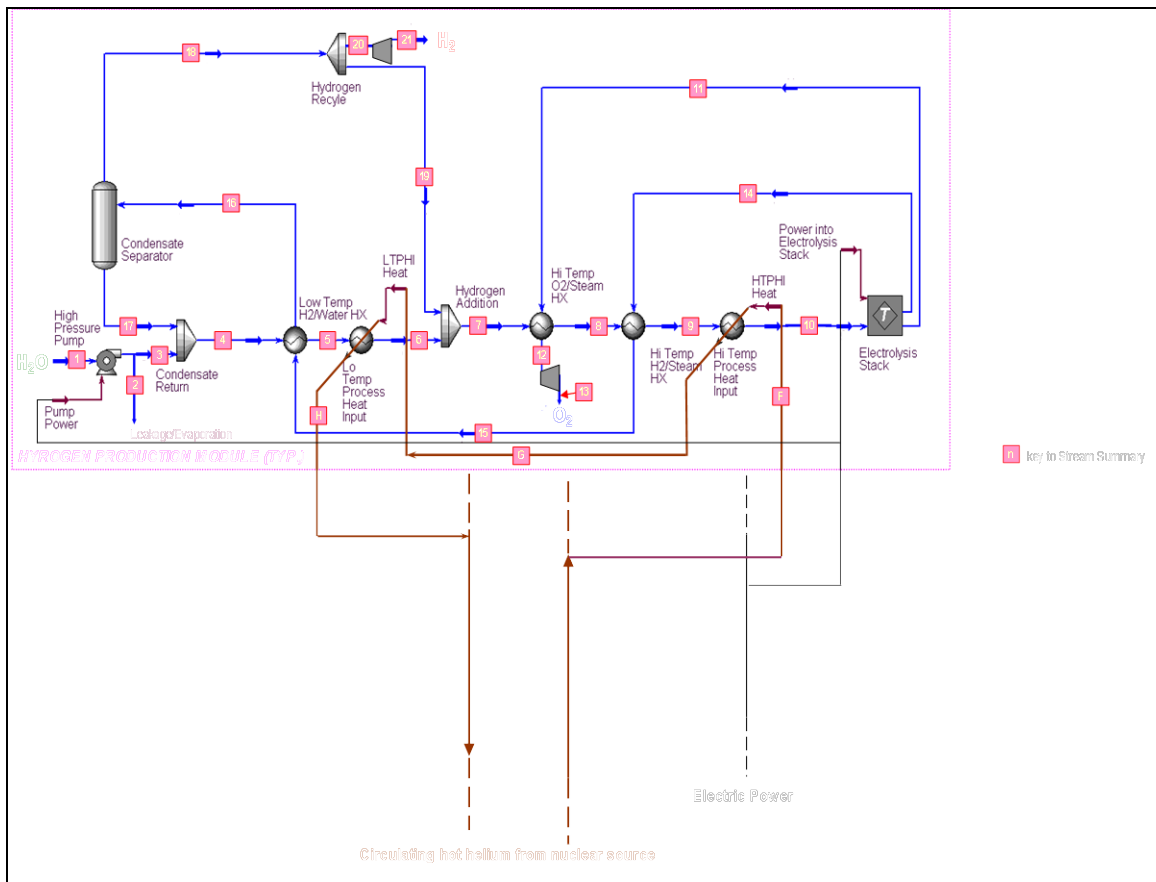 18
20
21
H2
Hydrogen
Recyle
11
19
14
16
Condensate
Separator
Power into
Electrolysis
Stack
LTPHI
Heat
Hydrogen
Addition
Hi Temp
O2/Steam
HX
HTPHI
Heat
Low Temp
H2/Water HX
High
Pressure
Pump
17
4
5
6
7
8
9
10
H2O
1
3
2
Condensate
Return
12
13
O2
Hi Temp
H2/Steam
HX
Hi Temp
Process
Heat
Input
Electrolysis
Stack
Lo
Temp
Process
Heat
Input
Pump
Power
H
F
15
G
Leakage/Evaporation
HYDROGEN PRODUCTION MODULE (TYP.)
n
key to Stream Summary
Electric Power
Circulating hot helium from nuclear source